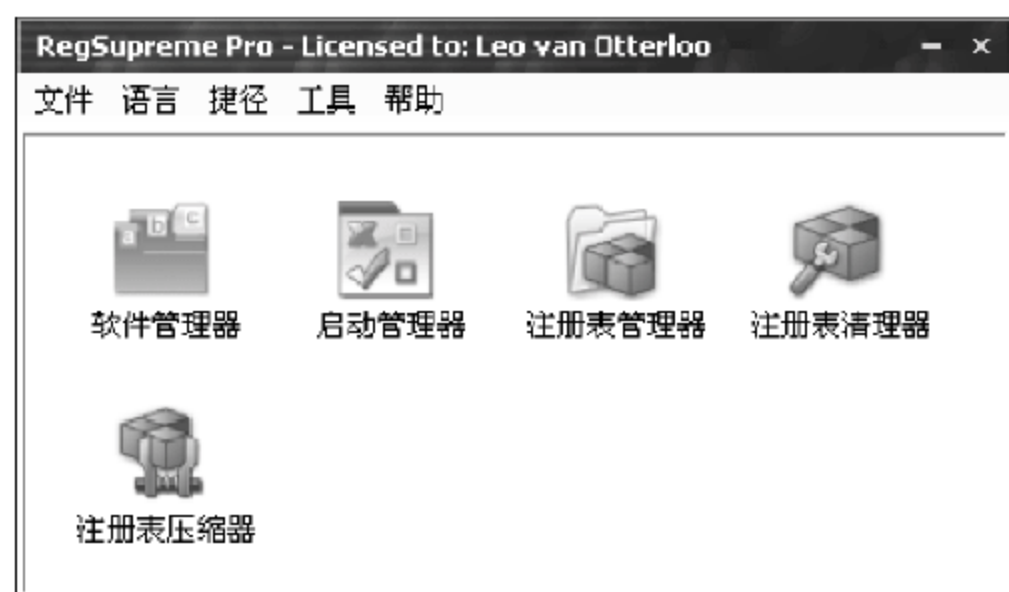 RegSupreme Pro - Licensed to: Leo van Otterloo
文件 语言 捷径 工具 帮助
a b c
软件管理器 启动管理器 注册表管理器 注册表清理器
注册表压缩器